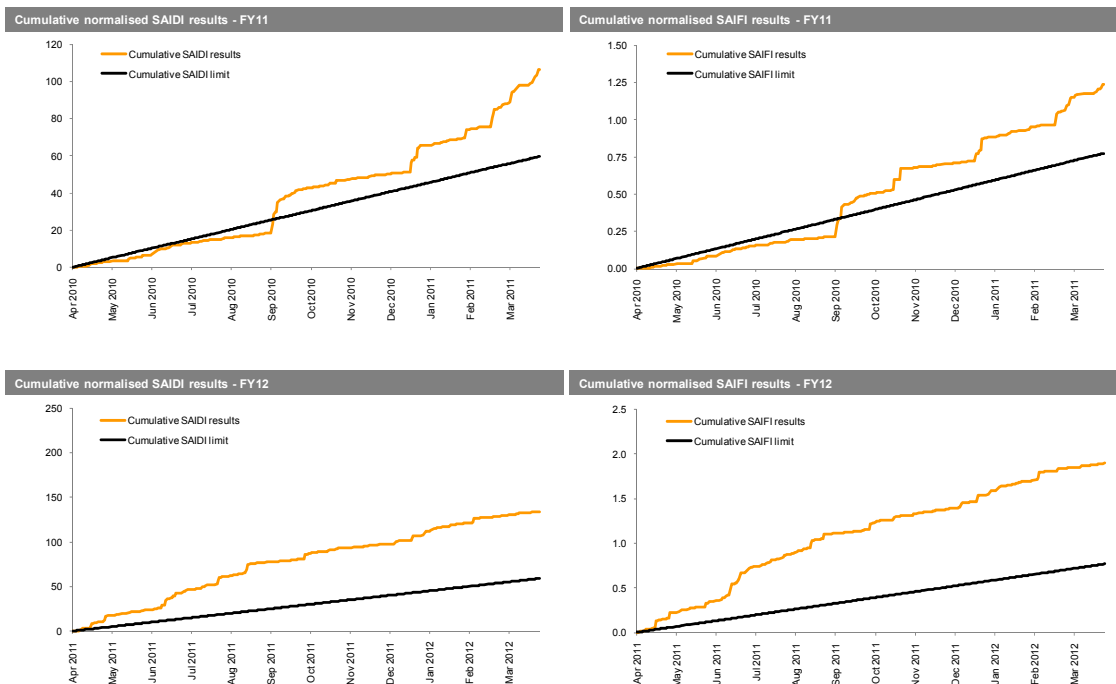 Cumulative normalised SAIDI results - FY11
120
100
80
60
40
20
0
Cumulative SAIDI results
Cumulative SAIDI limit
Apr 2010
May 2010
Jun 2010
Jul 2010
Aug 2010
Sep 2010
Oct 2010
Nov 2010
Dec 2010
Jan 2011
Feb 2011
Mar 2011
Cumulative normalised SAIFI results - FY11
1.50
1.25
1.00
0.75
0.50
0.25
0.00
Cumulative SAIFI results
Cumulative SAIFI limit
Apr 2010
May 2010
Jun 2010
Jul 2010
Aug 2010
Sep 2010
Oct 2010
Nov 2010
Dec 2010
Jan 2011
Feb 2011
Mar 2011
Cumulative normalised SAIDI results - FY12
250
200
150
100
50
0
Cumulative SAIDI results
Cumulative SAIDI limit
Apr 2011
May 2011
Jun 2011
Jul 2011
Aug 2011
Sep 2011
Oct 2011
Nov 2011
Dec 2011
Jan 2012
Feb 2012
Mar 2012
Cumulative normalised SAIFI results - FY12
2.5
2.0
1.5
1.0
0.5
0.0
Cumulative SAIFI results
Cumulative SAIFI limit
Apr 2011
May 2011
Jun 2011
Jul 2011
Aug 2011
Sep 2011
Oct 2011
Nov 2011
Dec 2011
Jan 2012
Feb 2012
Mar 2012